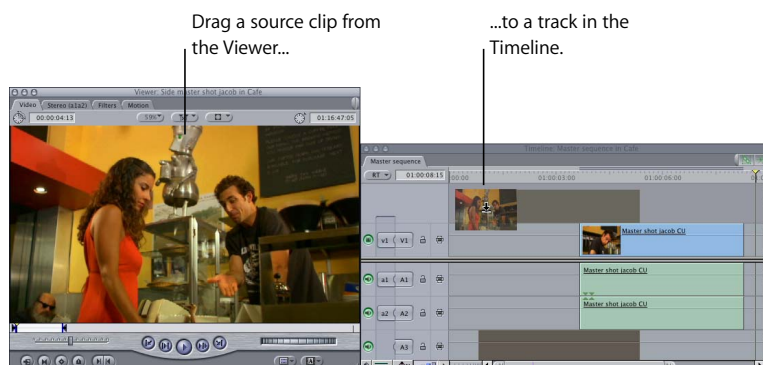 Drag a source clip from
the Viewer...
...to a track in the
Timeline.
Viewer: Side master shot jacob in Cafe
Video Stereo (a1a2) Filters Motion
00:00:04:13 59% 01:16:47:05
Timeline: Master sequence in Cafe
Master sequence
RT 01:00:08:15 00:00 01:00:03:00 01:00:06:00
v1 V1 Master shot jacob CU
a1 A1 Master shot jacob CU
a2 A2 Master shot jacob CU
A3